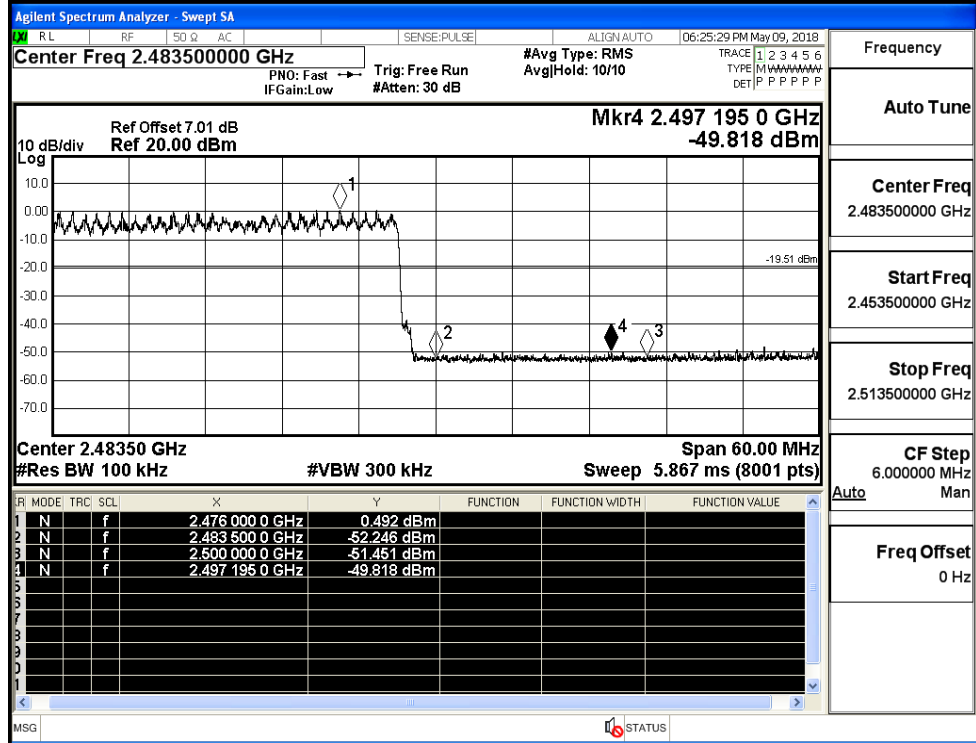 Agilent Spectrum Analyzer - Swept SA
LXI RL RF 50 Ω AC SENSE:PULSE ALIGN AUTO 06:25:29 PM May 09, 2018
Center Freq 2.483500000 GHz
PNO: Fast
IFGain:Low
Trig: Free Run
#Atten: 30 dB
#Avg Type: RMS
Avg|Hold: 10/10
TRACE 1 2 3 4 5 6
TYPE M WWWWW
DET P P P P P P
Frequency
Auto Tune
Center Freq
2.483500000 GHz
Start Freq
2.453500000 GHz
Stop Freq
2.513500000 GHz
CF Step
6.000000 MHz
Auto Man
Freq Offset
0 Hz
Mkr4 2.497 195 0 GHz
-49.818 dBm
Ref Offset 7.01 dB
10 dB/div Ref 20.00 dBm
Log
10.0
0.00
-10.0
-20.0
-30.0
-40.0
-50.0
-60.0
-70.0
1
2
4
3
-19.51 dBm
Center 2.48350 GHz Span 60.00 MHz
#Res BW 100 kHz #VBW 300 kHz Sweep 5.867 ms (8001 pts)
MODE TRC SCL X Y FUNCTION FUNCTION WIDTH FUNCTION VALUE
1 N f 2.476 000 0 GHz 0.492 dBm
2 N f 2.483 500 0 GHz -52.246 dBm
3 N f 2.500 000 0 GHz -51.451 dBm
4 N f 2.497 195 0 GHz -49.818 dBm
5
6
7
8
9
MSG STATUS